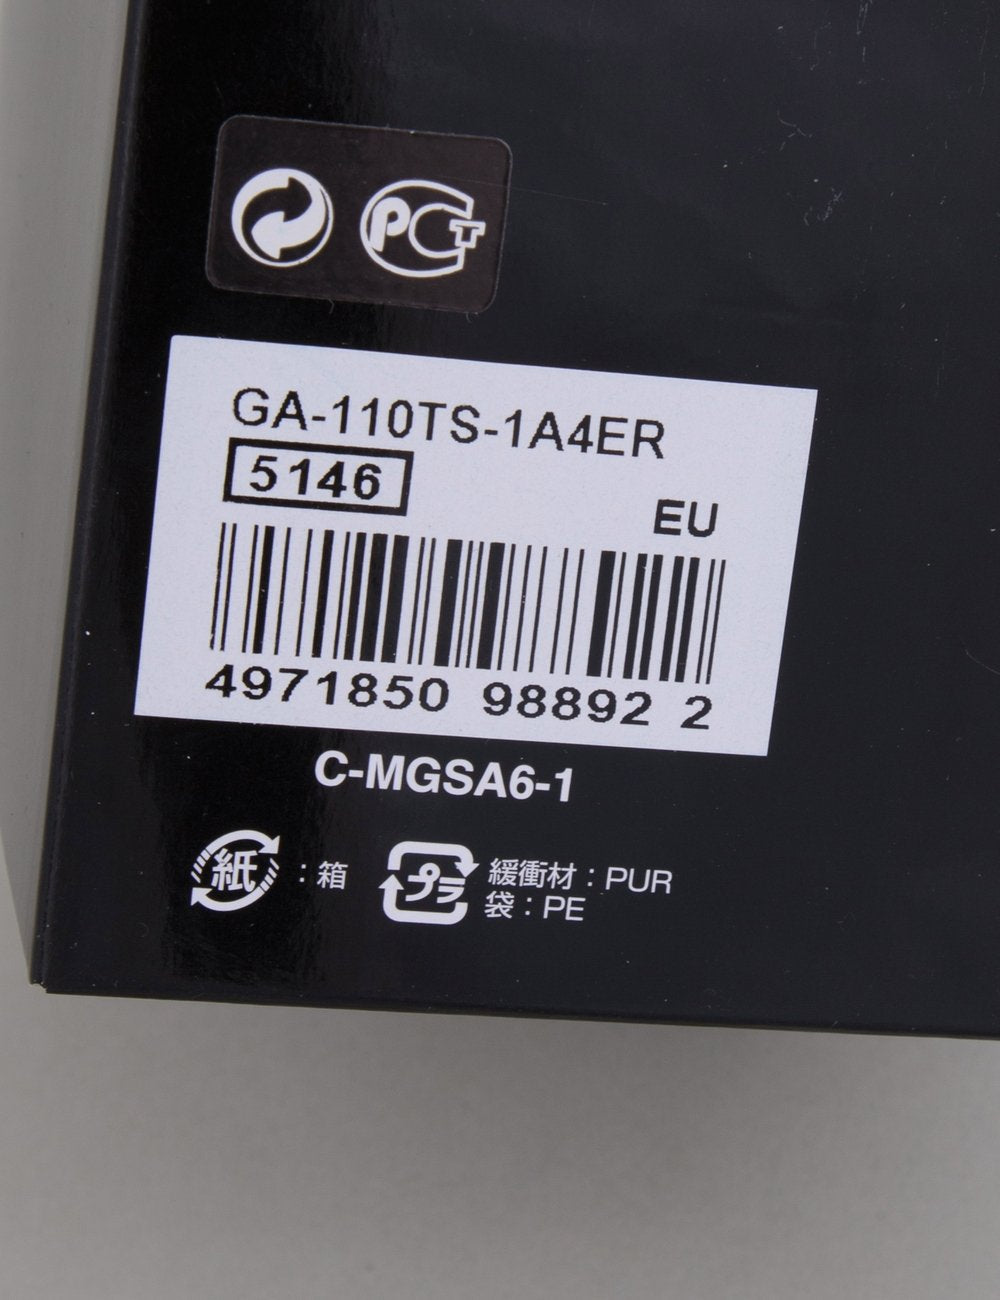 РСТ
GA-110TS-1A4ER
5146
EU
4971850 98892 2
C-MGSA6-1
紙 : 箱
プラ 緩衝材 : PUR
袋 : PE